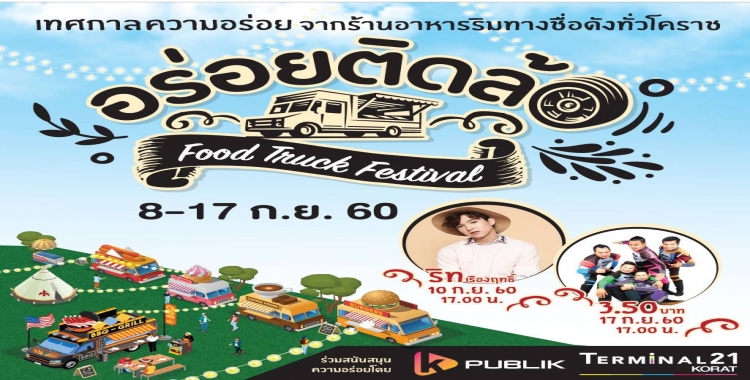 เทศกาลความอร่อย จากร้านอาหารริมทางชื่อดังทั่วโคราช
อร่อยติดล้อ
Food Truck Festival
8-17 ก.ย. 60
ริท เรืองฤทธิ์
10 ก.ย. 60
17.00 น.
3.50 บาท
17 ก.ย. 60
17.00 น.
BBQ-GRILL
ร่วมสนับสนุน
ความอร่อยโดย
PUBLIK
TERMINAL 21
KORAT